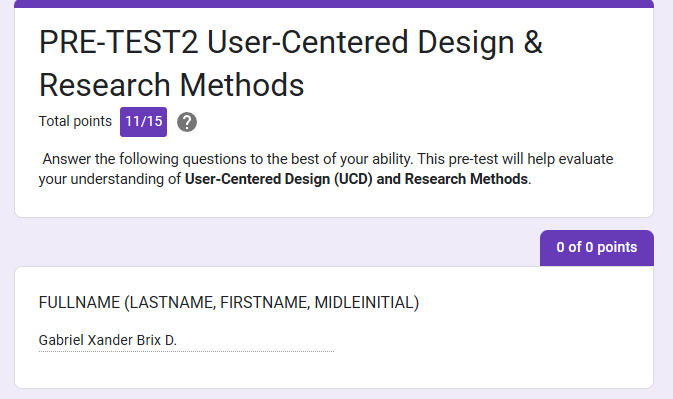 PRE-TEST2 User-Centered Design &
Research Methods
Total points 11/15 ?
Answer the following questions to the best of your ability. This pre-test will help evaluate
your understanding of User-Centered Design (UCD) and Research Methods.
0 of 0 points
FULLNAME (LASTNAME, FIRSTNAME, MIDLEINITIAL)
Gabriel Xander Brix D.